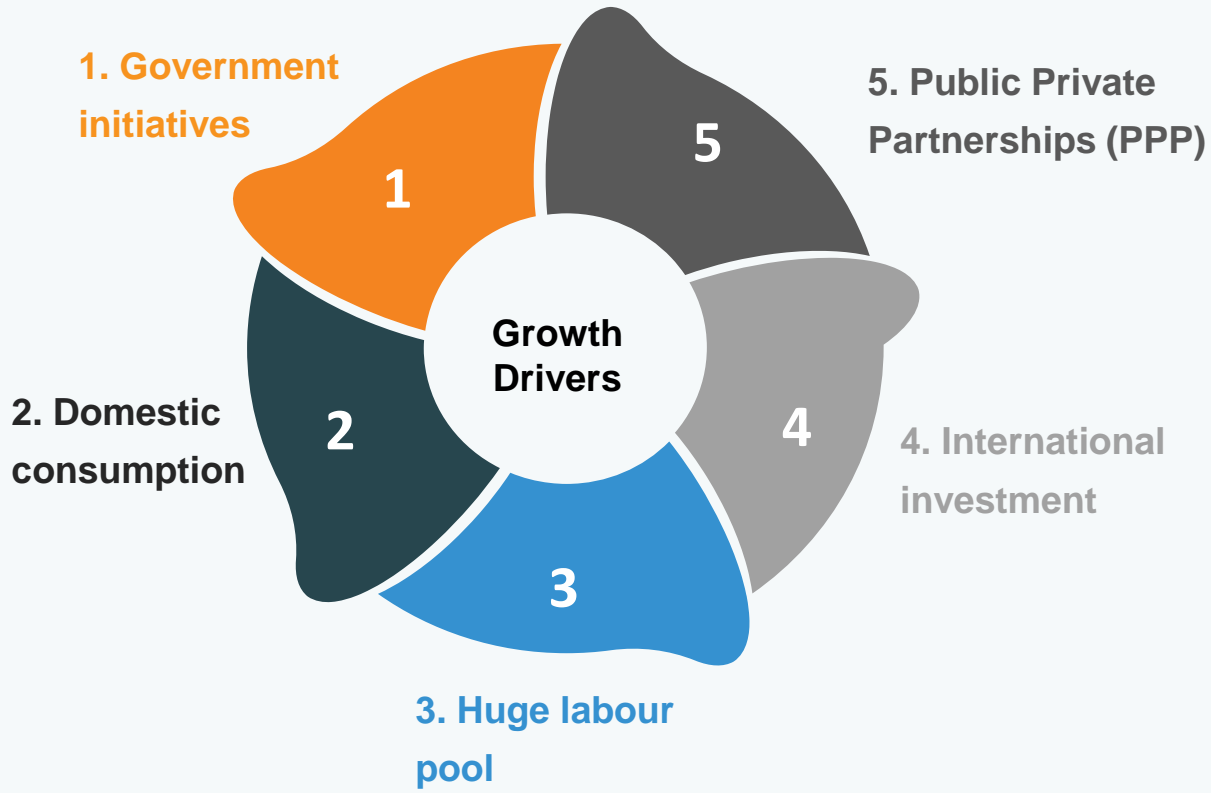 1. Government
initiatives
1
5
5. Public Private
Partnerships (PPP)
Growth
Drivers
2. Domestic
consumption
2
4
4. International
investment
3
3. Huge labour
pool